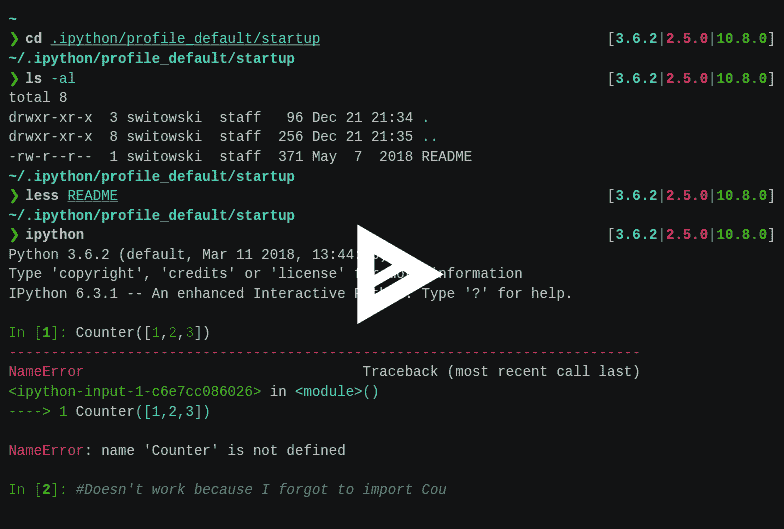 ~
❯ cd .ipython/profile_default/startup [3.6.2|2.5.0|10.8.0]
~/.ipython/profile_default/startup
❯ ls -al [3.6.2|2.5.0|10.8.0]
total 8
drwxr-xr-x  3 switowski  staff   96 Dec 21 21:34 .
drwxr-xr-x  8 switowski  staff  256 Dec 21 21:35 ..
-rw-r--r--  1 switowski  staff  371 May  7  2018 README
~/.ipython/profile_default/startup
❯ less README [3.6.2|2.5.0|10.8.0]
~/.ipython/profile_default/startup
❯ ipython [3.6.2|2.5.0|10.8.0]
Python 3.6.2 (default, Mar 11 2018, 13:44:
Type 'copyright', 'credits' or 'license' for more information
IPython 6.3.1 -- An enhanced Interactive Python. Type '?' for help.
In [1]: Counter([1,2,3])
---------------------------------------------------------------------------
NameError                                 Traceback (most recent call last)
<ipython-input-1-c6e7cc086026> in <module>()
----> 1 Counter([1,2,3])
NameError: name 'Counter' is not defined
In [2]: #Doesn't work because I forgot to import Cou